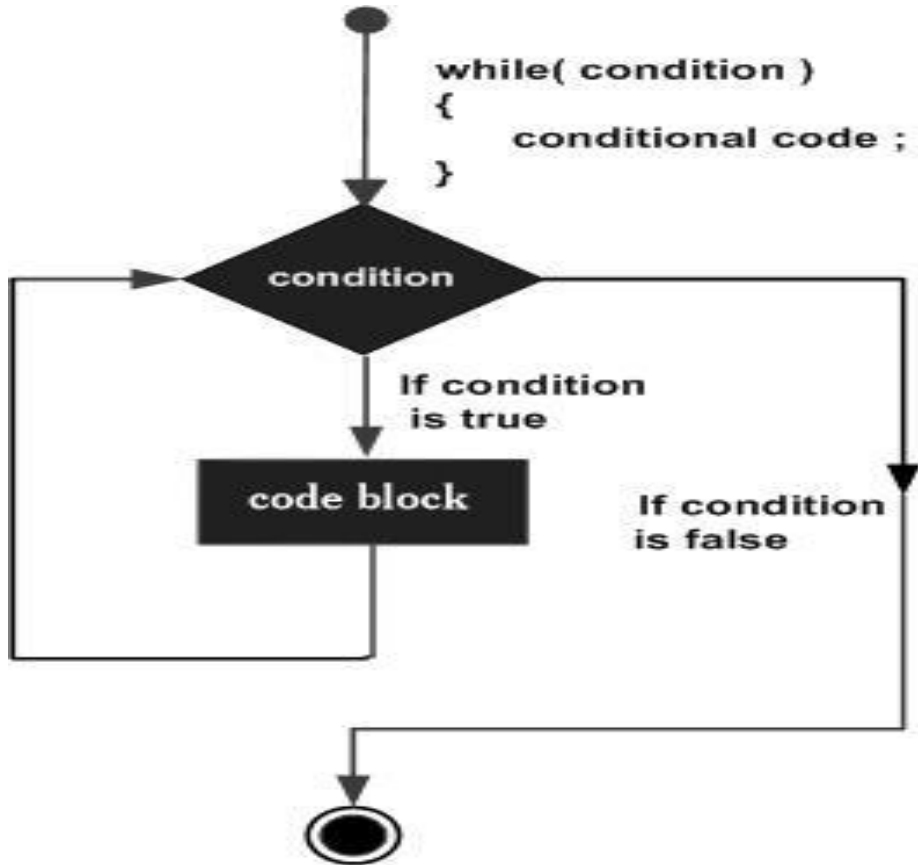 while( condition )
{
conditional code ;
}
condition
If condition
is true
code block
If condition
is false